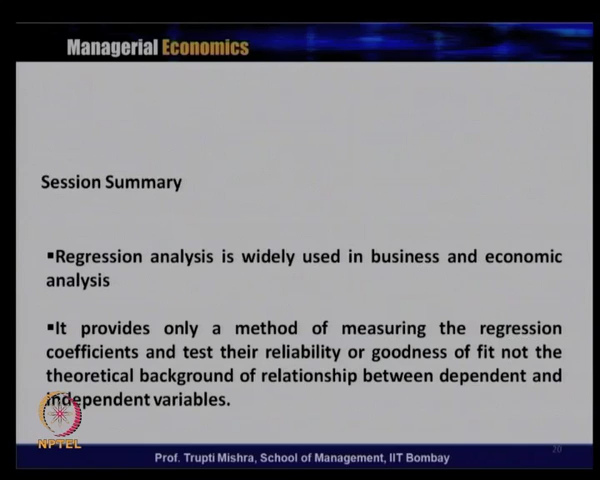 Managerial Economics
Session Summary
▪Regression analysis is widely used in business and economic
analysis
▪It provides only a method of measuring the regression
coefficients and test their reliability or goodness of fit not the
theoretical background of relationship between dependent and
independent variables.
NPTEL
Prof. Trupti Mishra, School of Management, IIT Bombay
20